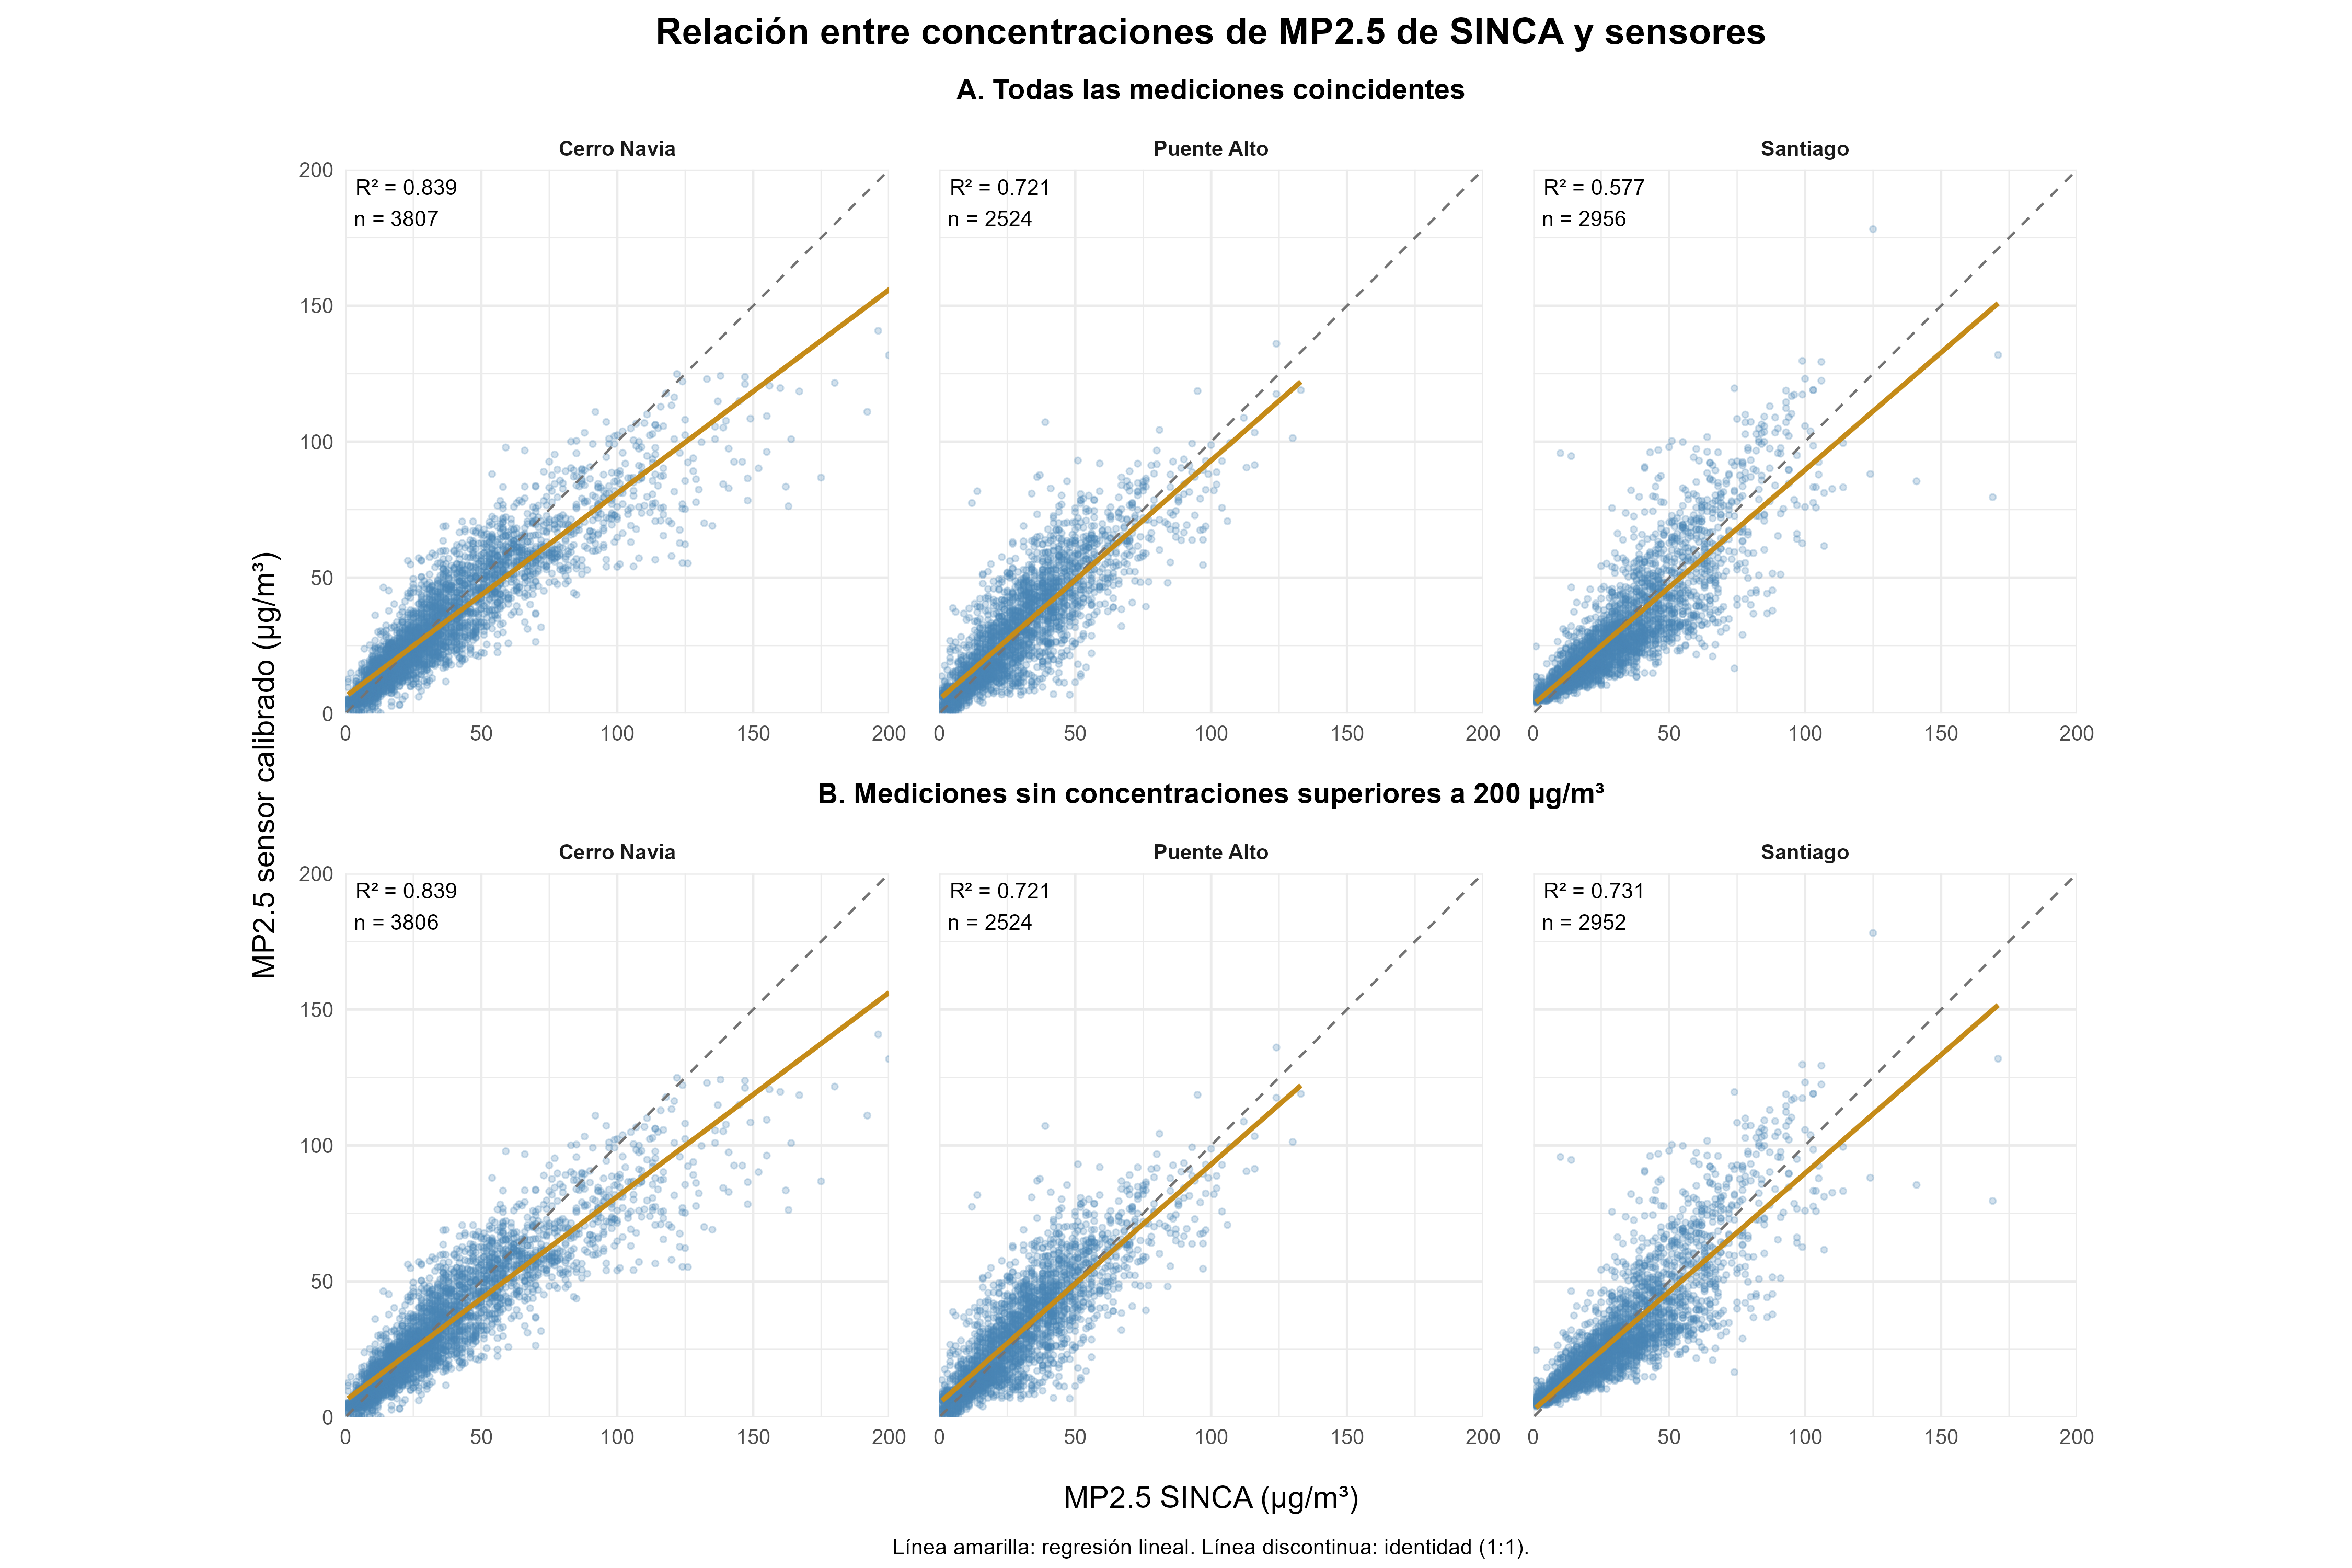 Relación entre concentraciones de MP2.5 de SINCA y sensores
A. Todas las mediciones coincidentes
Cerro Navia
Puente Alto
Santiago
R² = 0.839
n = 3807
R² = 0.721
n = 2524
R² = 0.577
n = 2956
200
150
100
50
0
0 50 100 150 200
0 50 100 150 200
0 50 100 150 200
MP2.5 sensor calibrado (µg/m³)
B. Mediciones sin concentraciones superiores a 200 µg/m³
Cerro Navia
Puente Alto
Santiago
R² = 0.839
n = 3806
R² = 0.721
n = 2524
R² = 0.731
n = 2952
200
150
100
50
0
0 50 100 150 200
0 50 100 150 200
0 50 100 150 200
MP2.5 SINCA (µg/m³)
Línea amarilla: regresión lineal. Línea discontinua: identidad (1:1).